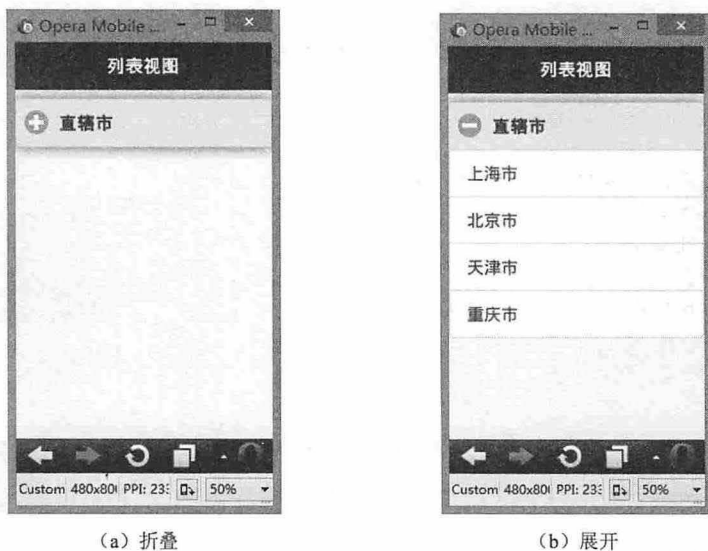 Opera Mobile ...
列表视图
直辖市
Custom 480x80 PPI: 23 50%
(a) 折叠
Opera Mobile ...
列表视图
直辖市
上海市
北京市
天津市
重庆市
Custom 480x80 PPI: 23 50%
(b) 展开